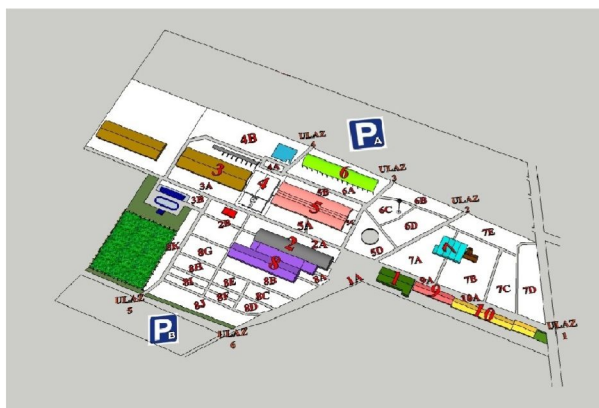 4B
ULAZ
4
P A
3
4A
6
ULAZ
3
3A
4
5B
6A
6B
ULAZ
2
3B
5
6C
6D
7E
2B
5A
2
2A
7
8K
8G
5D
7A
8
8H
8I
8E
8B
8A
1A
1
9A
7B
7C
7D
8F
8C
9
10A
8J
8D
10
ULAZ
5
P B
ULAZ
6
ULAZ
1